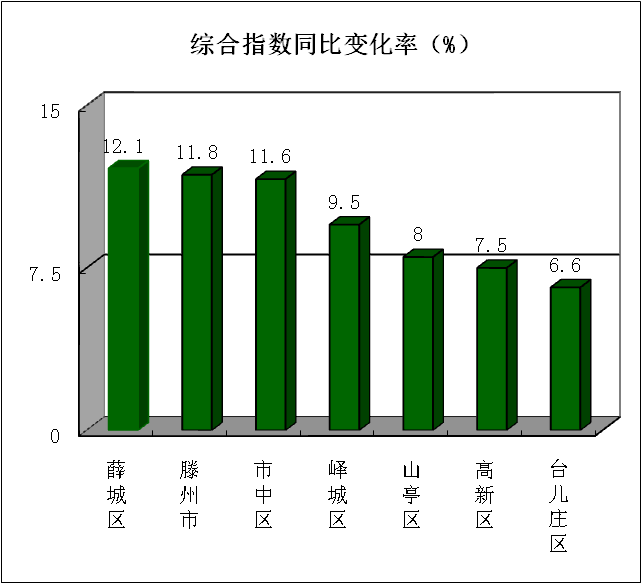 综合指数同比变化率（%）
15
12.1
11.8
11.6
9.5
8
7.5
6.6
7.5
0
薛城区
滕州市
市中区
峄城区
山亭区
高新区
台儿庄区